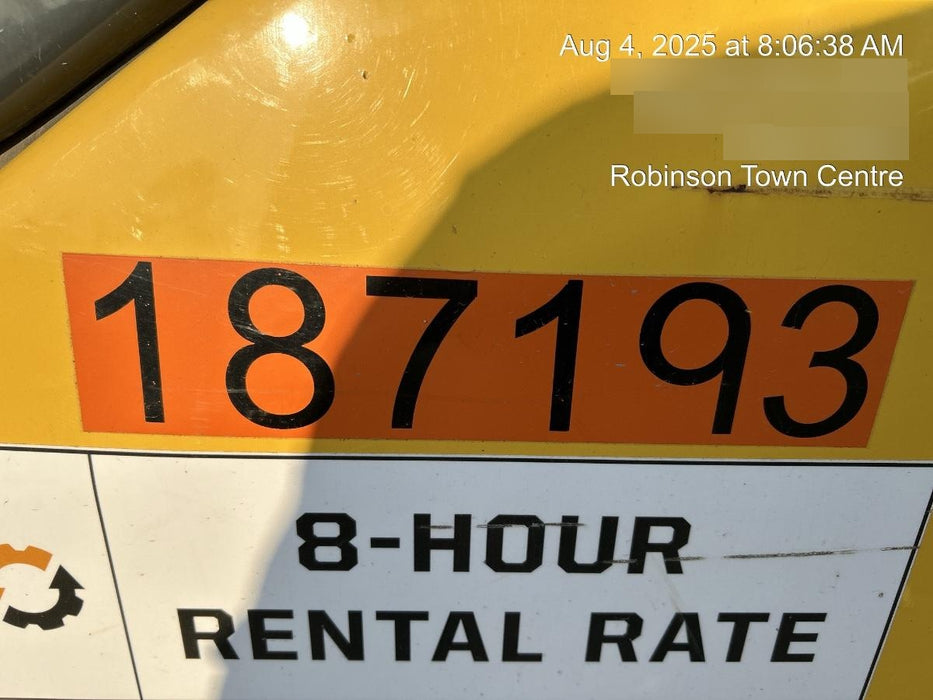 Aug 4, 2025 at 8:06:38 AM
Robinson Town Centre
187193
8-HOUR
RENTAL RATE